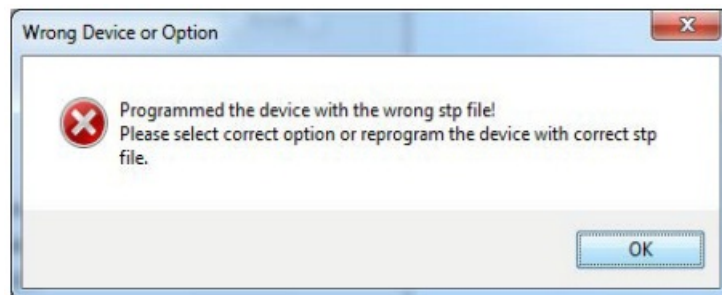 Wrong Device or Option
Programmed the device with the wrong stp file!
Please select correct option or reprogram the device with correct stp
file.
OK